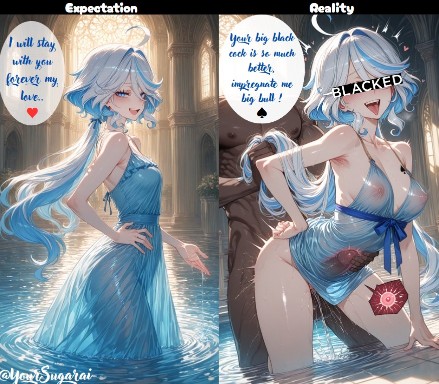 Expectation
I will stay
with you
forever my
love..
Reality
Your big black
cock is so much
better,
impregnate me
big bull !
BLACKED
@YourSugarai